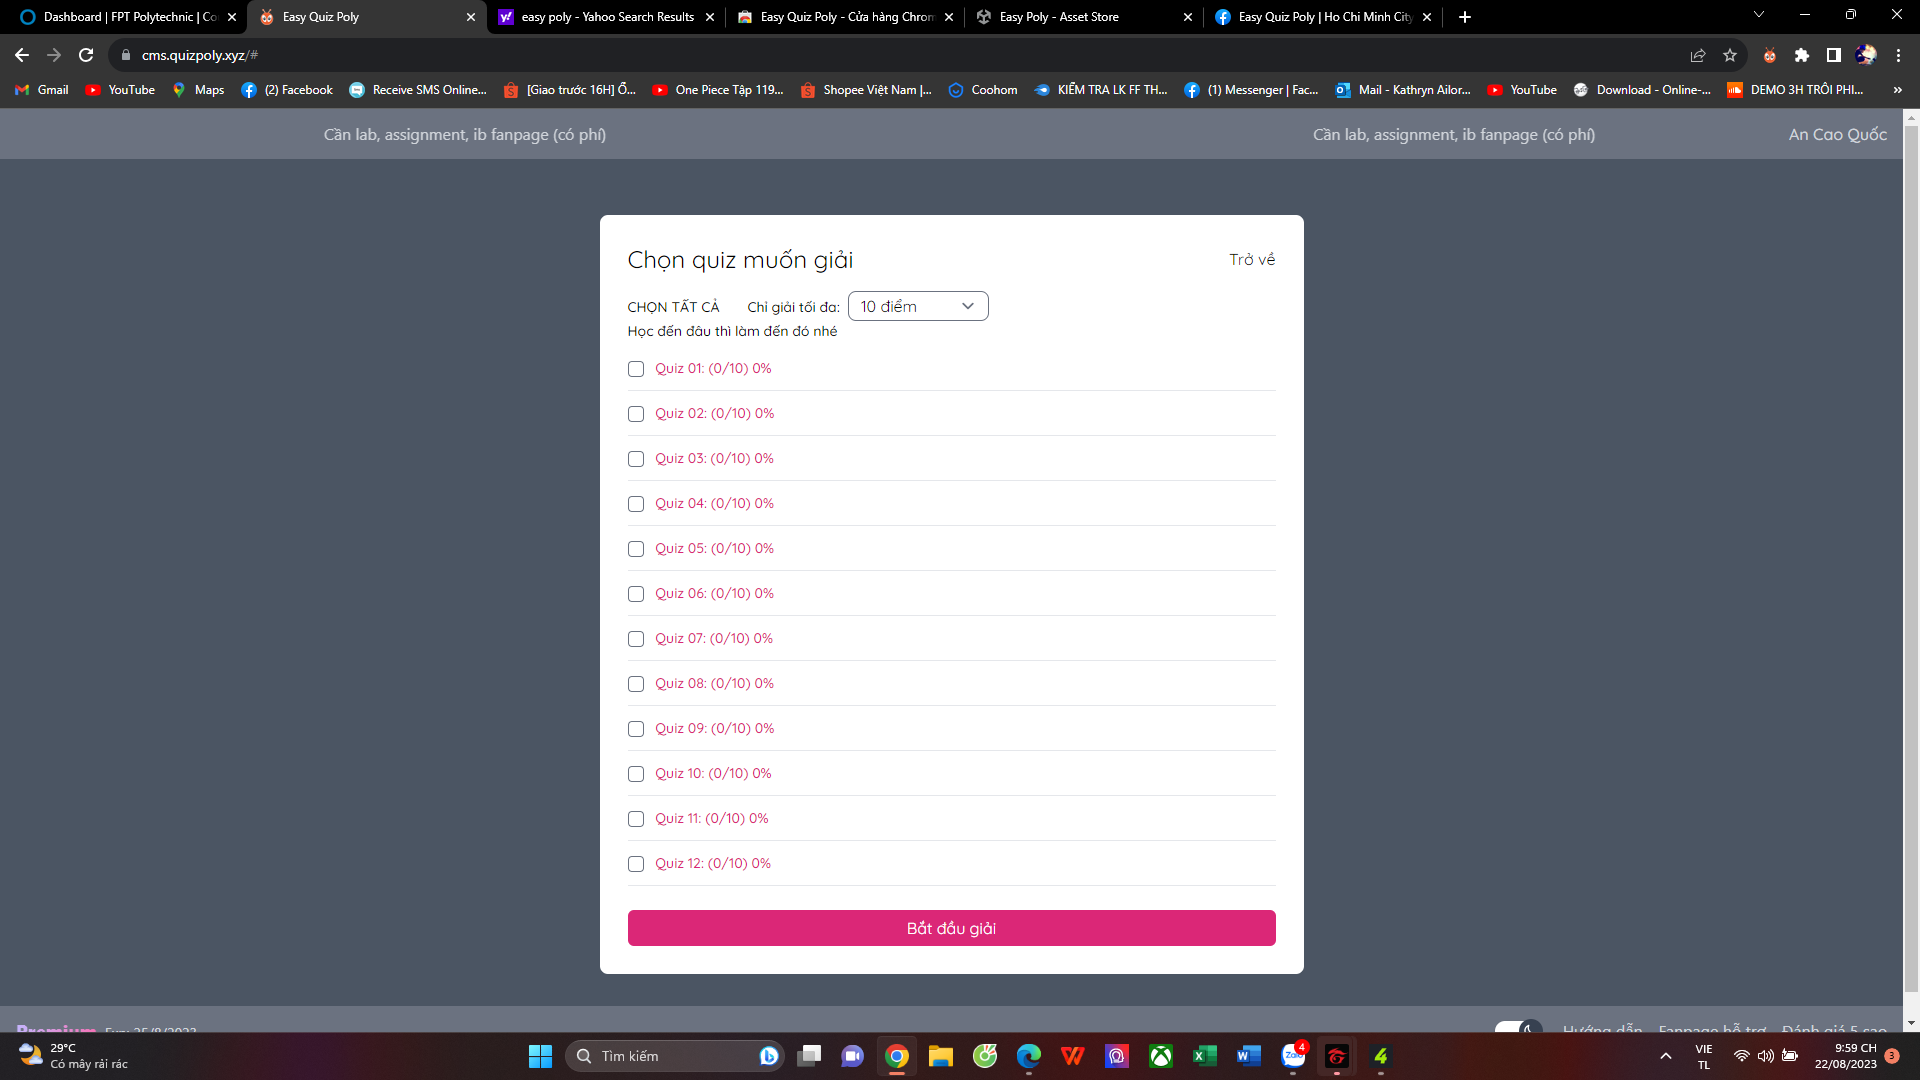 Dashboard | FPT Polytechnic | Co
Easy Quiz Poly
easy poly - Yahoo Search Results
Easy Quiz Poly - Cửa hàng Chrom
Easy Poly - Asset Store
Easy Quiz Poly | Ho Chi Minh City
cms.quizpoly.xyz/#
Gmail
YouTube
Maps
(2) Facebook
Receive SMS Online...
[Giao trước 16H] Ố...
One Piece Tập 119...
Shopee Việt Nam |...
Coohom
KIỂM TRA LK FF TH...
(1) Messenger | Fac...
Mail - Kathryn Ailor...
YouTube
Download - Online-...
DEMO 3H TRÔI PHI...
»
Cần lab, assignment, ib fanpage (có phí)
Cần lab, assignment, ib fanpage (có phí)
An Cao Quốc
Chọn quiz muốn giải
Trở về
CHỌN TẤT CẢ
Chỉ giải tối đa:
10 điểm
Học đến đâu thì làm đến đó nhé
Quiz 01: (0/10) 0%
Quiz 02: (0/10) 0%
Quiz 03: (0/10) 0%
Quiz 04: (0/10) 0%
Quiz 05: (0/10) 0%
Quiz 06: (0/10) 0%
Quiz 07: (0/10) 0%
Quiz 08: (0/10) 0%
Quiz 09: (0/10) 0%
Quiz 10: (0/10) 0%
Quiz 11: (0/10) 0%
Quiz 12: (0/10) 0%
Bắt đầu giải
Premium
Exp: 25/8/2023
Hướng dẫn
Fanpage hỗ trợ
Đánh giá 5 sao
29°C
Có mây rải rác
Tìm kiếm
Zalo
4
VIE
TL
9:59 CH
22/08/2023
3